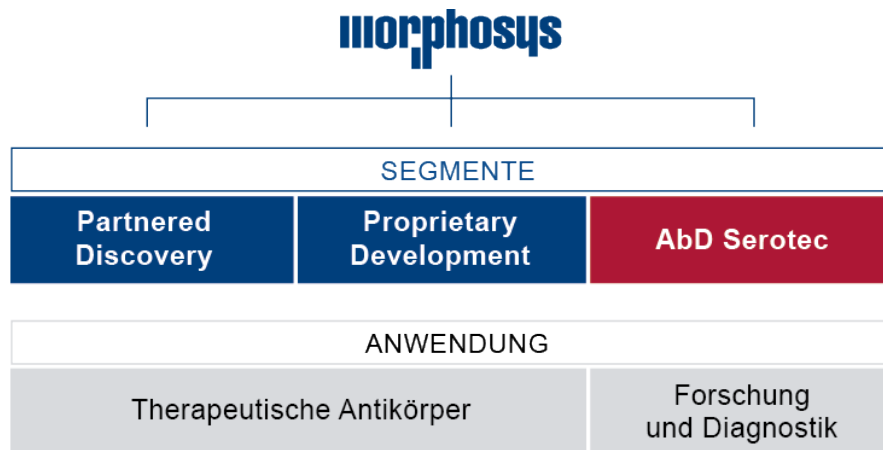 morphosys
SEGMENTE
Partnered
Discovery
Proprietary
Development
AbD Serotec
ANWENDUNG
Therapeutische Antikörper
Forschung
und Diagnostik